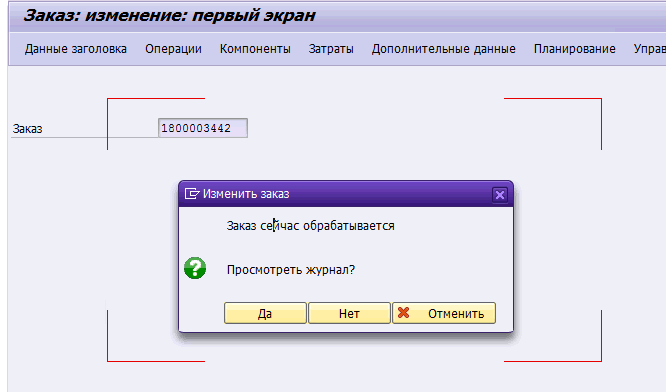 Заказ: изменение: первый экран
Данные заголовка Операции Компоненты Затраты Дополнительные данные Планирование Управ
Заказ 1800003442
Изменить заказ
Заказ сейчас обрабатывается
Просмотреть журнал?
Да Нет Отменить